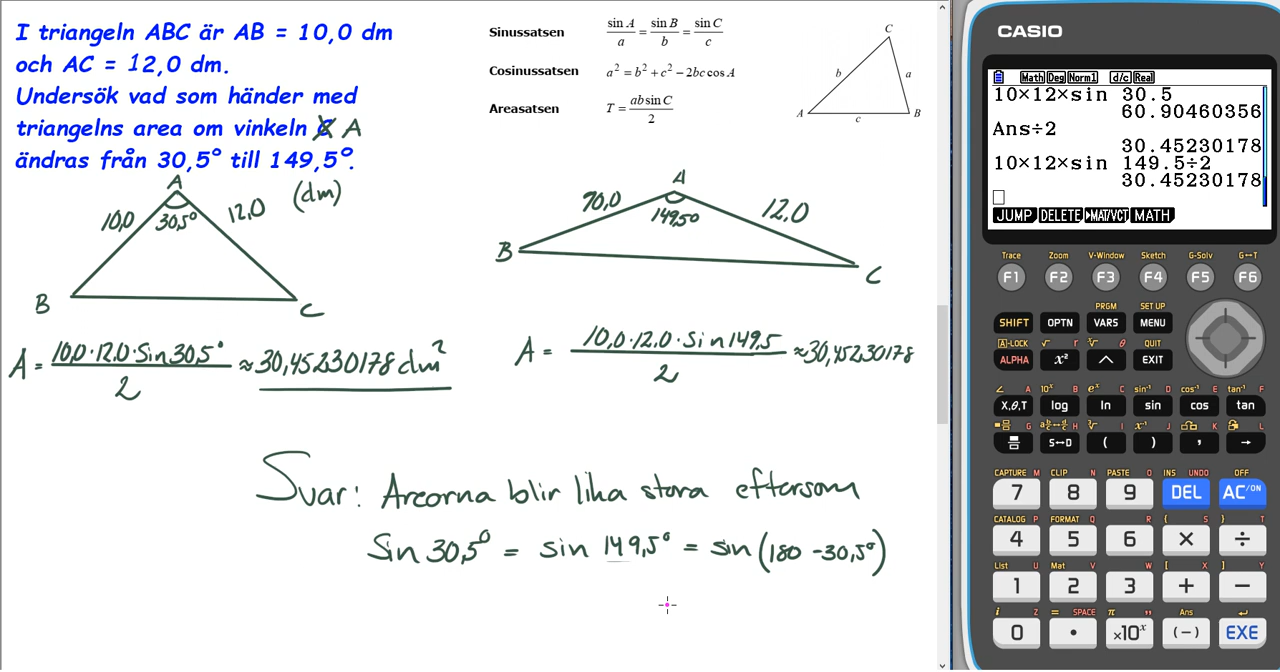 I triangeln ABC är AB = 10,0 dm
och AC = 12,0 dm.
Undersök vad som händer med
triangelns area om vinkeln A
ändras från 30,5° till 149,5°.
Sinussatsen sin A / a = sin B / b = sin C / c
Cosinussatsen a² = b² + c² − 2bc cos A
Areasatsen T = ab sin C / 2
C
b a
A c B
A
10,0 30,5° 12,0 (dm)
B C
A = 10,0 · 12,0 · Sin 30,5° / 2 ≈ 30,45230178 dm²
A
10,0 149,5° 12,0
B C
A = 10,0 · 12,0 · Sin 149,5 / 2 ≈ 30,45230178
Svar: Areorna blir lika stora eftersom
Sin 30,5° = sin 149,5° = sin(180 − 30,5°)
CASIO
Math Deg Norm1 d/c Real
10×12×sin 30.5
60.90460356
Ans÷2
30.45230178
10×12×sin 149.5÷2
30.45230178
JUMP DELETE ▶MAT/VCT MATH
Trace Zoom V-Window Sketch G-Solv G↔T
F1 F2 F3 F4 F5 F6
PRGM SET UP
SHIFT OPTN VARS MENU
A-LOCK √ r ∛ θ QUIT
ALPHA x² ^ EXIT
∠ A 10ˣ B eˣ C sin⁻¹ D cos⁻¹ E tan⁻¹ F
X,θ,T log ln sin cos tan
G H I x⁻¹ J K L
S↔D ( ) , →
CAPTURE M CLIP N PASTE O INS UNDO OFF
7 8 9 DEL AC/ON
CATALOG P FORMAT Q R { S } T
4 5 6 × ÷
List U Mat V W [ X ] Y
1 2 3 + −
i Z = SPACE π " Ans ↵
0 • ×10ˣ (−) EXE